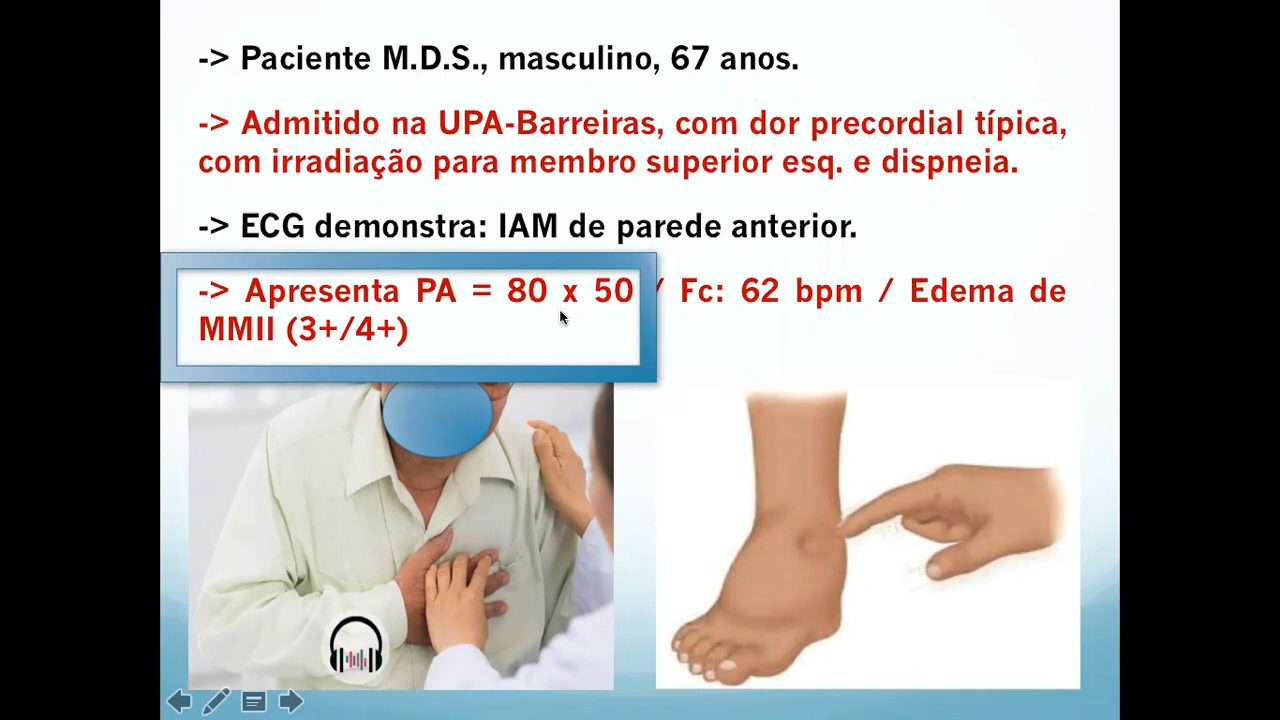 -> Paciente M.D.S., masculino, 67 anos.
-> Admitido na UPA-Barreiras, com dor precordial típica,
com irradiação para membro superior esq. e dispneia.
-> ECG demonstra: IAM de parede anterior.
-> Apresenta PA = 80 x 50 / Fc: 62 bpm / Edema de
MMII (3+/4+)